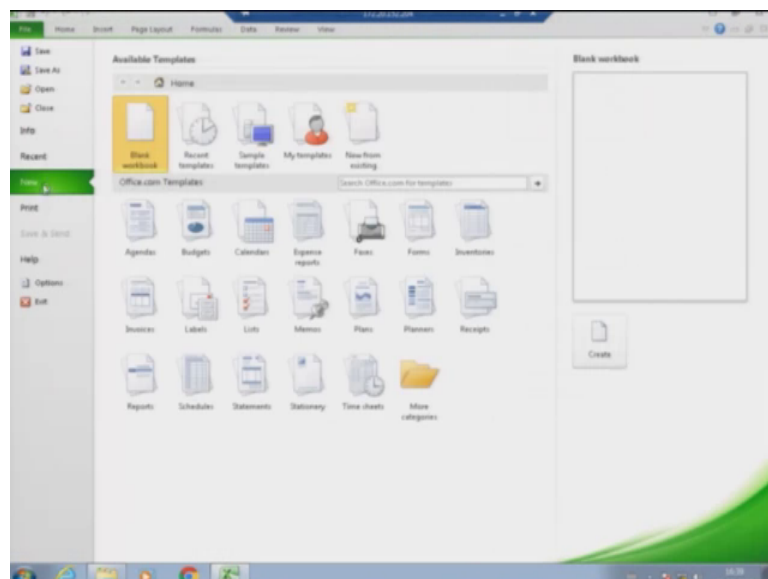 File Home Insert Page Layout Formulas Data Review View
Save
Save As
Open
Close
Info
Recent
New
Print
Save & Send
Help
Options
Exit
Available Templates
Home
Blank workbook
Recent templates
Sample templates
My templates
New from existing
Office.com Templates
Search Office.com for templates
Agendas
Budgets
Calendars
Expense reports
Faxes
Forms
Inventories
Invoices
Labels
Lists
Memos
Plans
Planners
Receipts
Reports
Schedules
Statements
Stationery
Time sheets
More categories
Blank workbook
Create